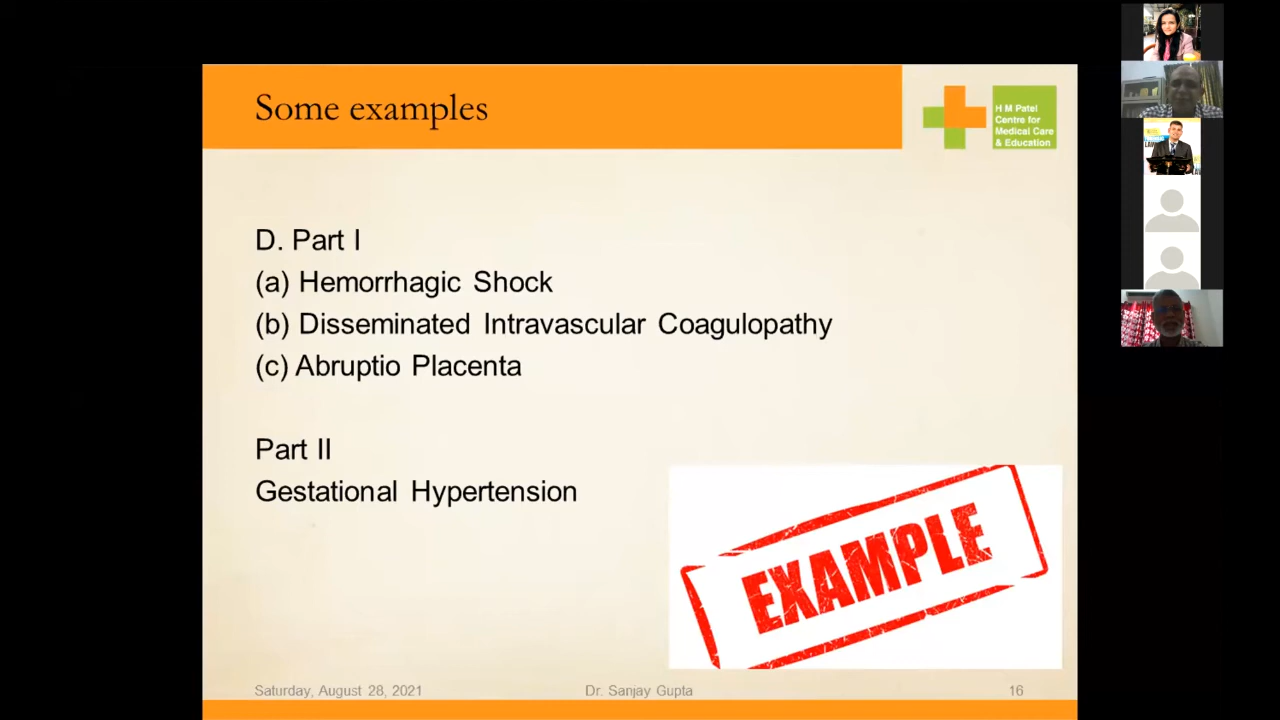 Some examples
H M Patel
Centre for
Medical Care
& Education
D. Part I
(a) Hemorrhagic Shock
(b) Disseminated Intravascular Coagulopathy
(c) Abruptio Placenta
Part II
Gestational Hypertension
EXAMPLE
Saturday, August 28, 2021
Dr. Sanjay Gupta
16